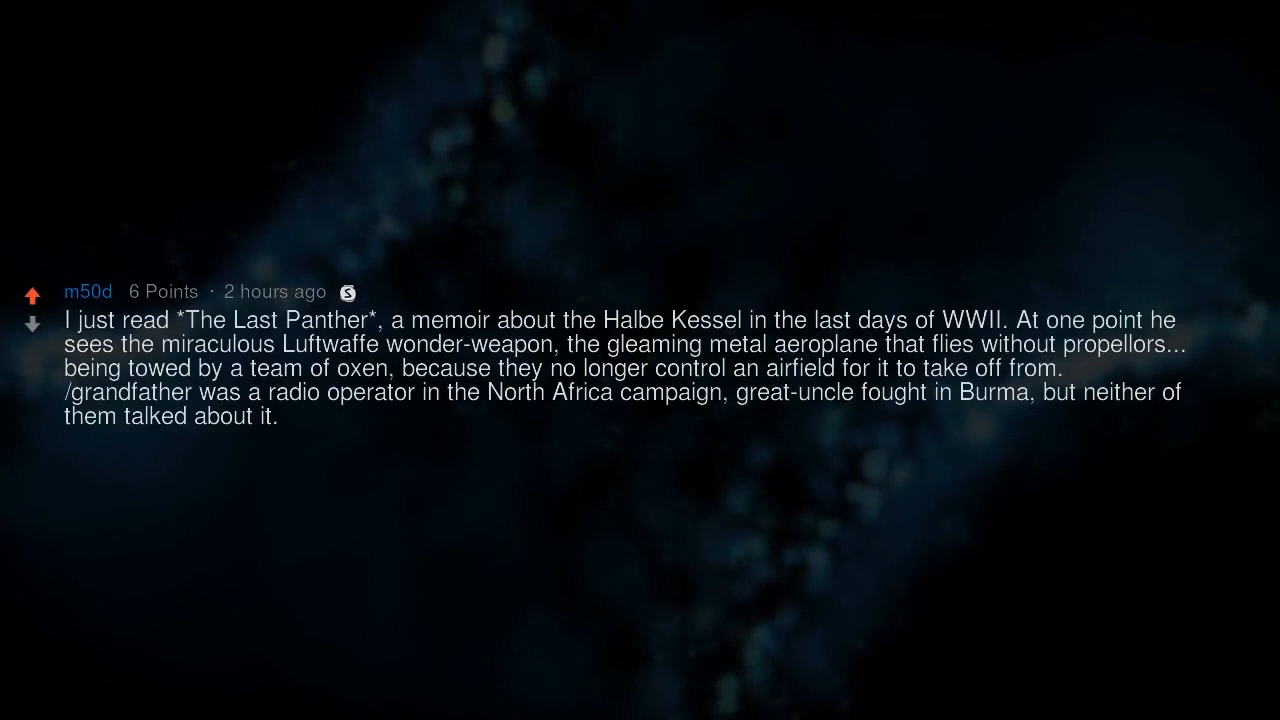 m50d 6 Points · 2 hours ago S
I just read *The Last Panther*, a memoir about the Halbe Kessel in the last days of WWII. At one point he
sees the miraculous Luftwaffe wonder-weapon, the gleaming metal aeroplane that flies without propellors...
being towed by a team of oxen, because they no longer control an airfield for it to take off from.
/grandfather was a radio operator in the North Africa campaign, great-uncle fought in Burma, but neither of
them talked about it.